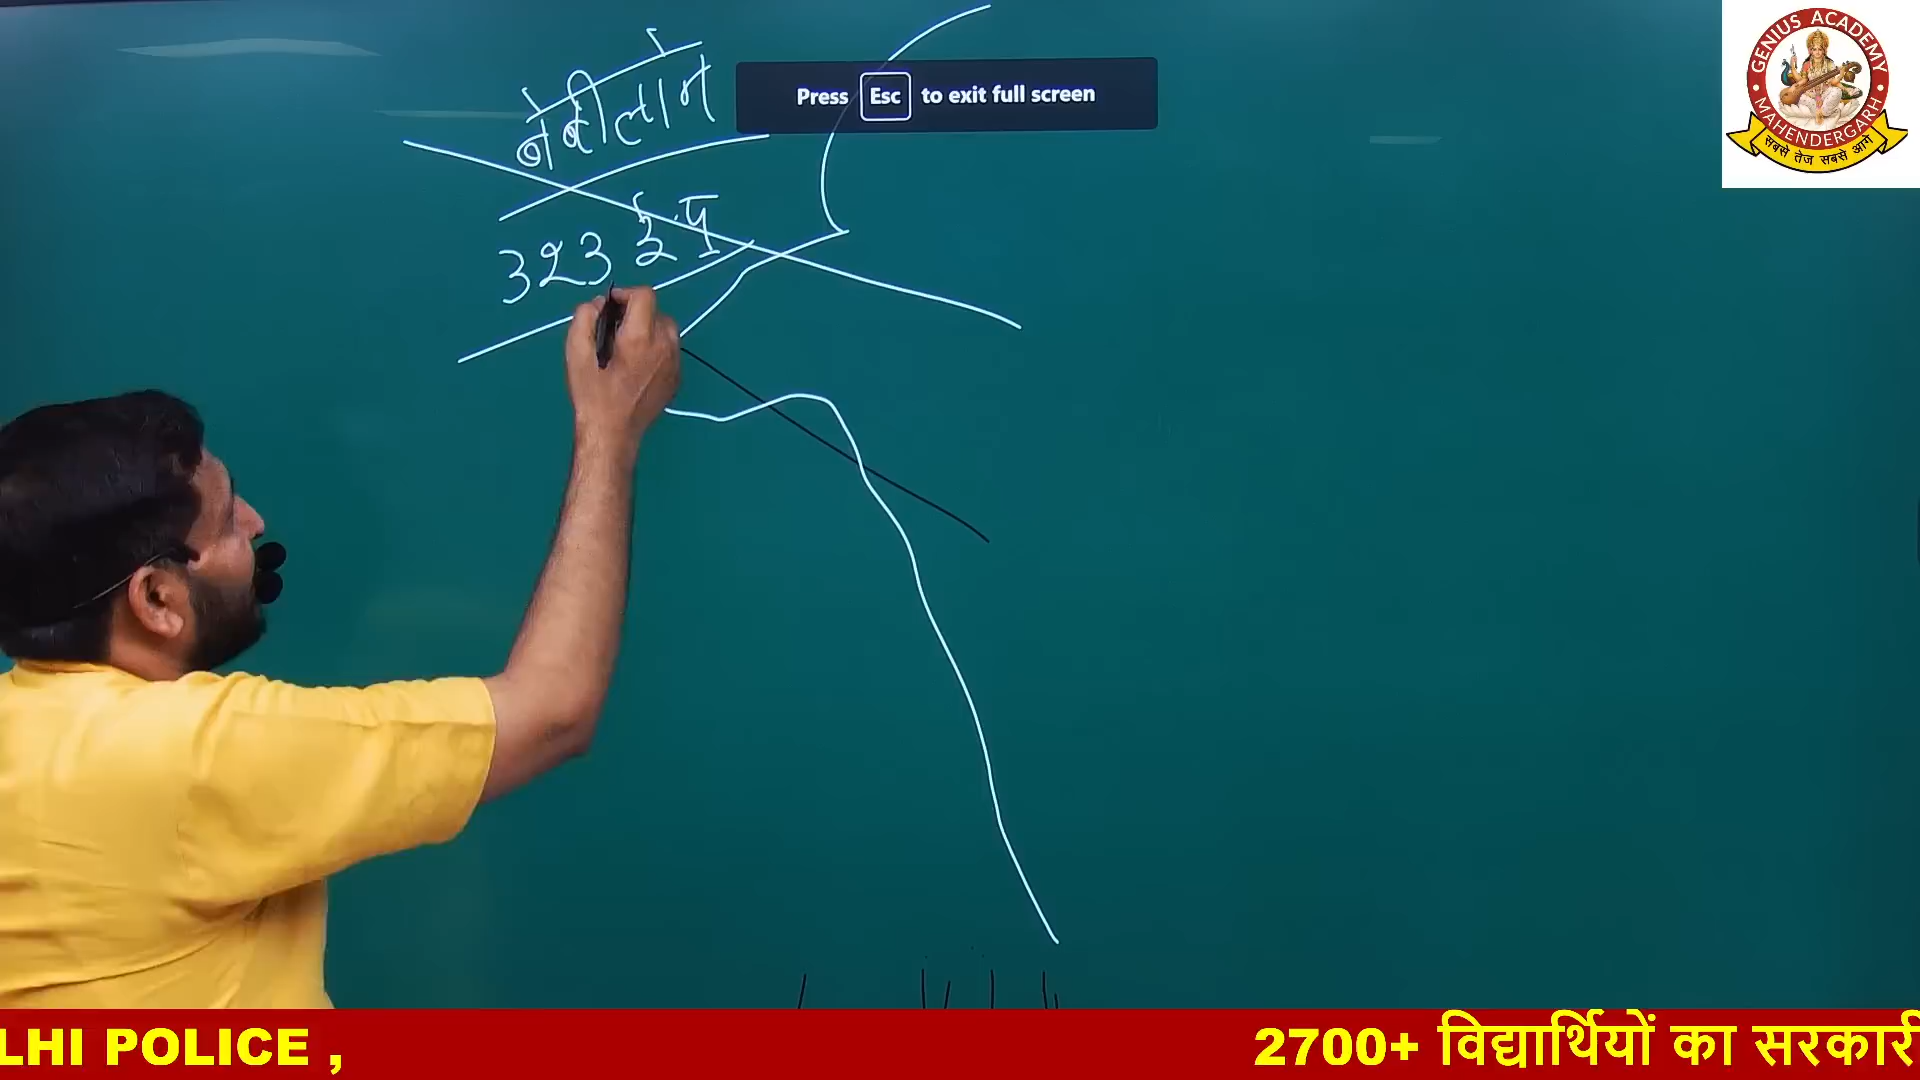 बेबीलोन
323 ई.पू
Press Esc to exit full screen
GENIUS ACADEMY
MAHENDERGARH
सबसे तेज सबसे आगे
LHI POLICE ,
2700+ विद्यार्थियों का सरकारी